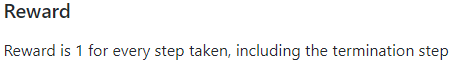 Reward
Reward is 1 for every step taken, including the termination step